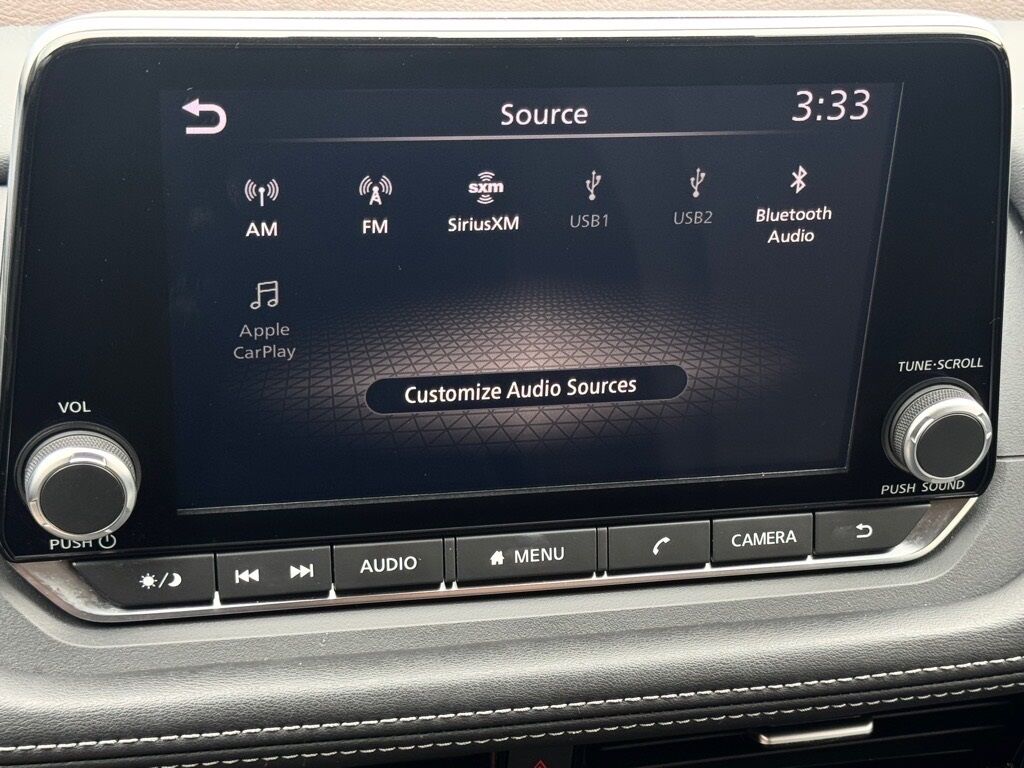 Source
3:33
AM
FM
sxm
SiriusXM
USB1
USB2
Bluetooth
Audio
Apple
CarPlay
Customize Audio Sources
VOL
PUSH
TUNE·SCROLL
PUSH SOUND
AUDIO
MENU
CAMERA